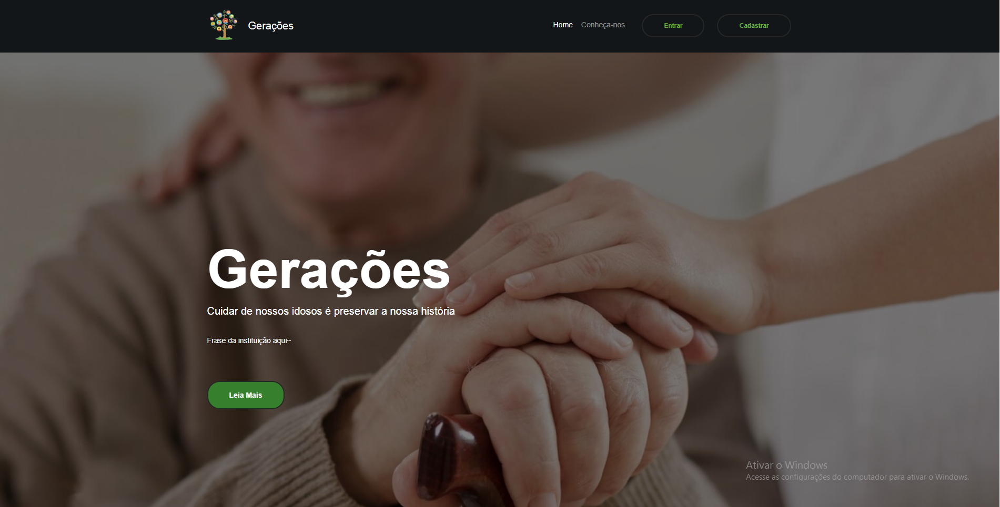 Gerações
Home
Conheça-nos
Entrar
Cadastrar
Gerações
Cuidar de nossos idosos é preservar a nossa história
Frase da instituição aqui~
Leia Mais
Ativar o Windows
Acesse as configurações do computador para ativar o Windows.